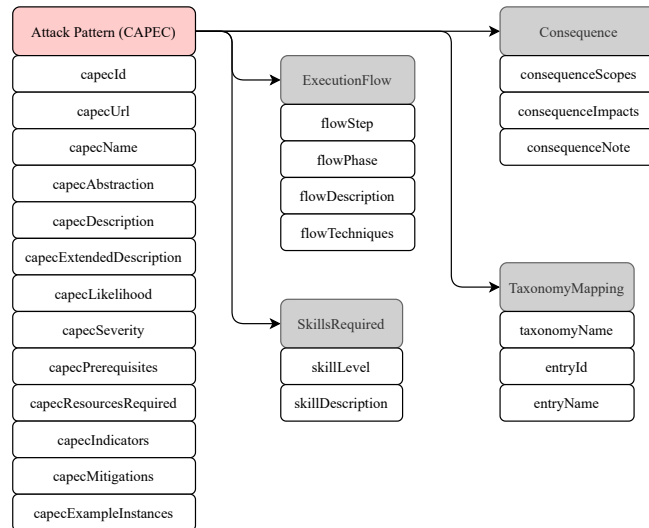 Attack Pattern (CAPEC)
capecId
capecUrl
capecName
capecAbstraction
capecDescription
capecExtendedDescription
capecLikelihood
capecSeverity
capecPrerequisites
capecResourcesRequired
capecIndicators
capecMitigations
capecExampleInstances
ExecutionFlow
flowStep
flowPhase
flowDescription
flowTechniques
SkillsRequired
skillLevel
skillDescription
Consequence
consequenceScopes
consequenceImpacts
consequenceNote
TaxonomyMapping
taxonomyName
entryId
entryName